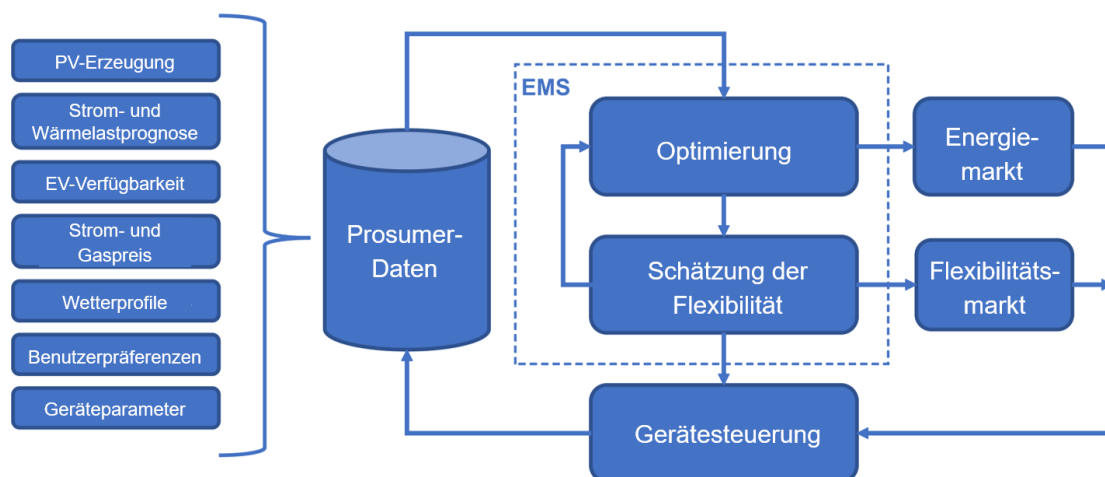 PV-Erzeugung
Strom- und
Wärmelastprognose
EV-Verfügbarkeit
Strom- und
Gaspreis
Wetterprofile
Benutzerpräferenzen
Geräteparameter
Prosumer-
Daten
EMS
Optimierung
Schätzung der
Flexibilität
Gerätesteuerung
Energie-
markt
Flexibilitäts-
markt